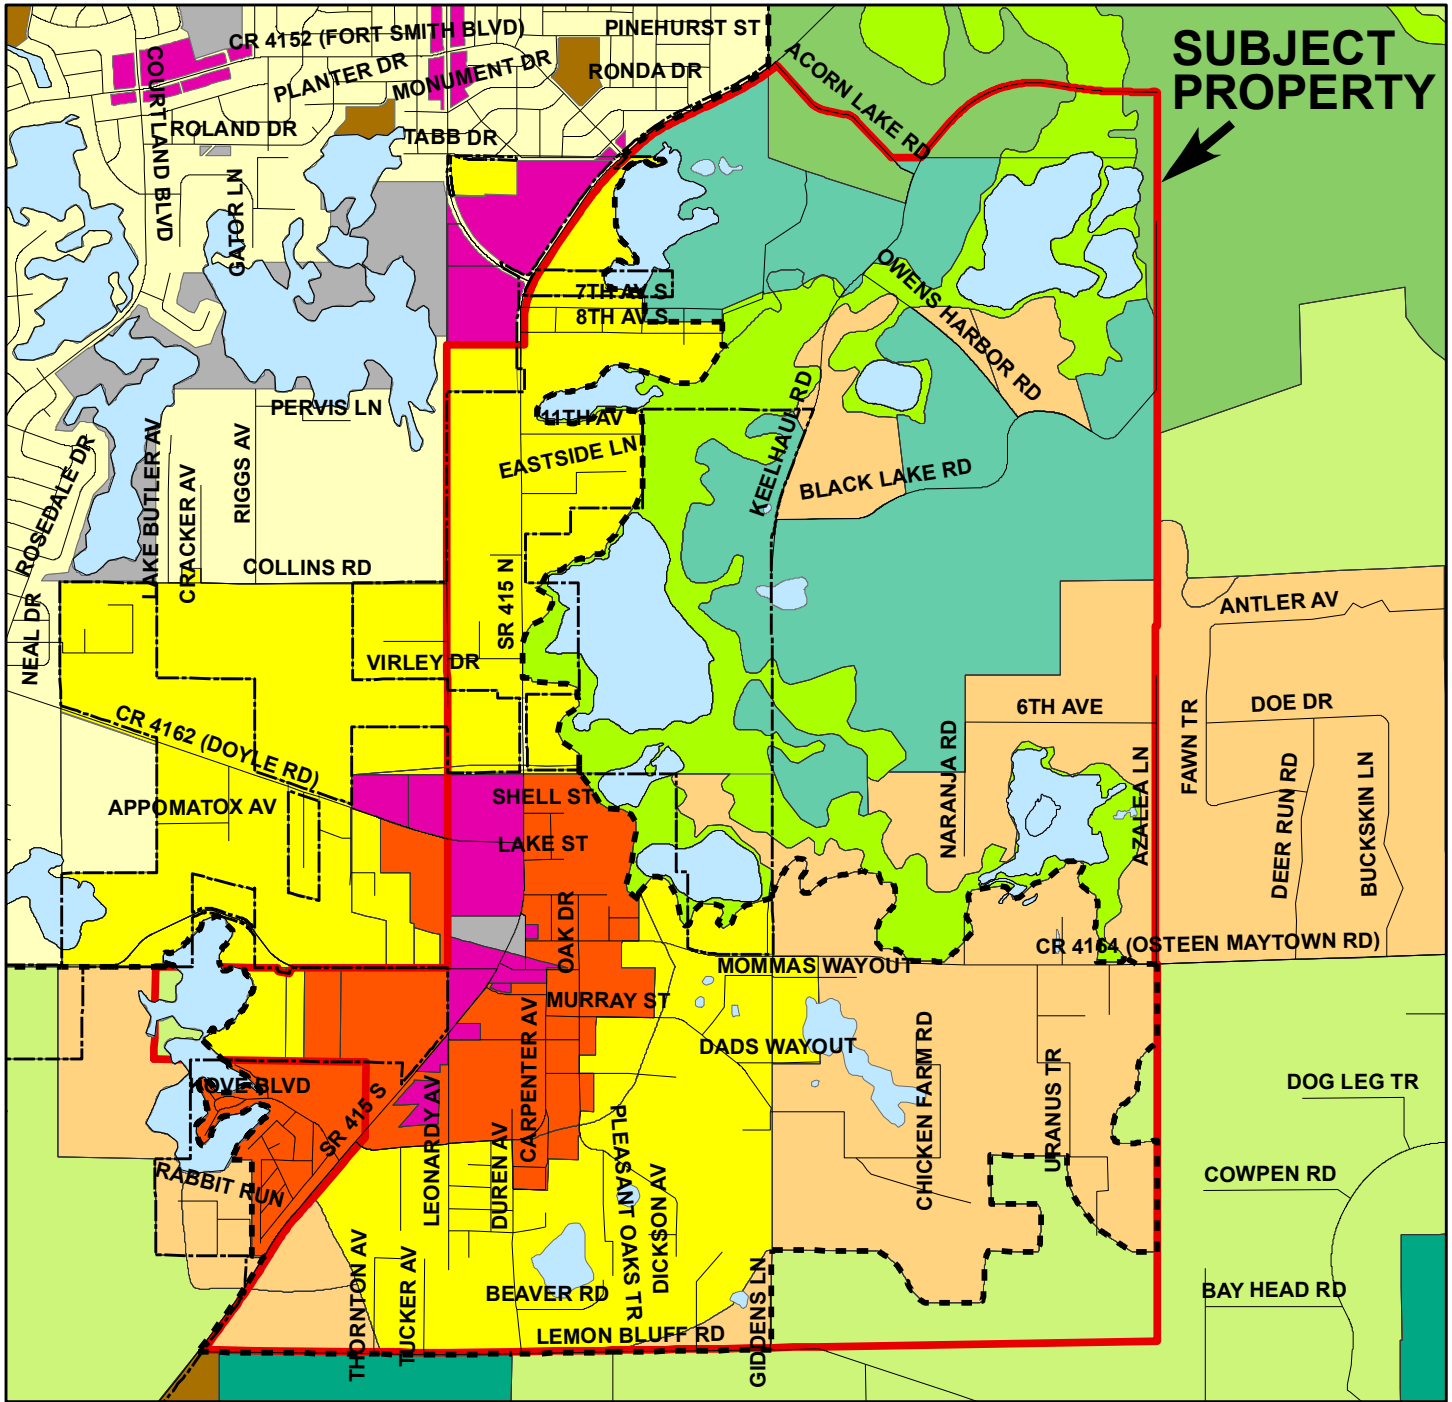 SUBJECT
PROPERTY
PINEHURST ST
CR 4152 (FORT SMITH BLVD)
PLANTER DR
MONUMENT DR
RONDA DR
COURTLAND BLVD
ACORN LAKE RD
ROLAND DR
TABB DR
GATOR LN
OWENS HARBOR RD
7TH AV S
8TH AV S
PERVIS LN
11TH AV
EASTSIDE LN
KEELHAUL RD
BLACK LAKE RD
ROSEDALE DR
LAKE BUTLER AV
CRACKER AV
RIGGS AV
COLLINS RD
NEAL DR
SR 415 N
VIRLEY DR
ANTLER AV
CR 4162 (DOYLE RD)
6TH AVE
DOE DR
FAWN TR
NARANJA RD
AZALEA LN
DEER RUN RD
BUCKSKIN LN
APPOMATOX AV
SHELL ST
LAKE ST
OAK DR
CR 4164 (OSTEEN MAYTOWN RD)
MOMMAS WAYOUT
MURRAY ST
DADS WAYOUT
CARPENTER AV
CHICKEN FARM RD
URANUS TR
DOG LEG TR
SR 415 S
LEONARDY AV
DUREN AV
PLEASANT OAKS TR
DICKSON AV
RABBIT RUN
COWPEN RD
THORNTON AV
TUCKER AV
BEAVER RD
GIDDENS LN
BAY HEAD RD
LEMON BLUFF RD